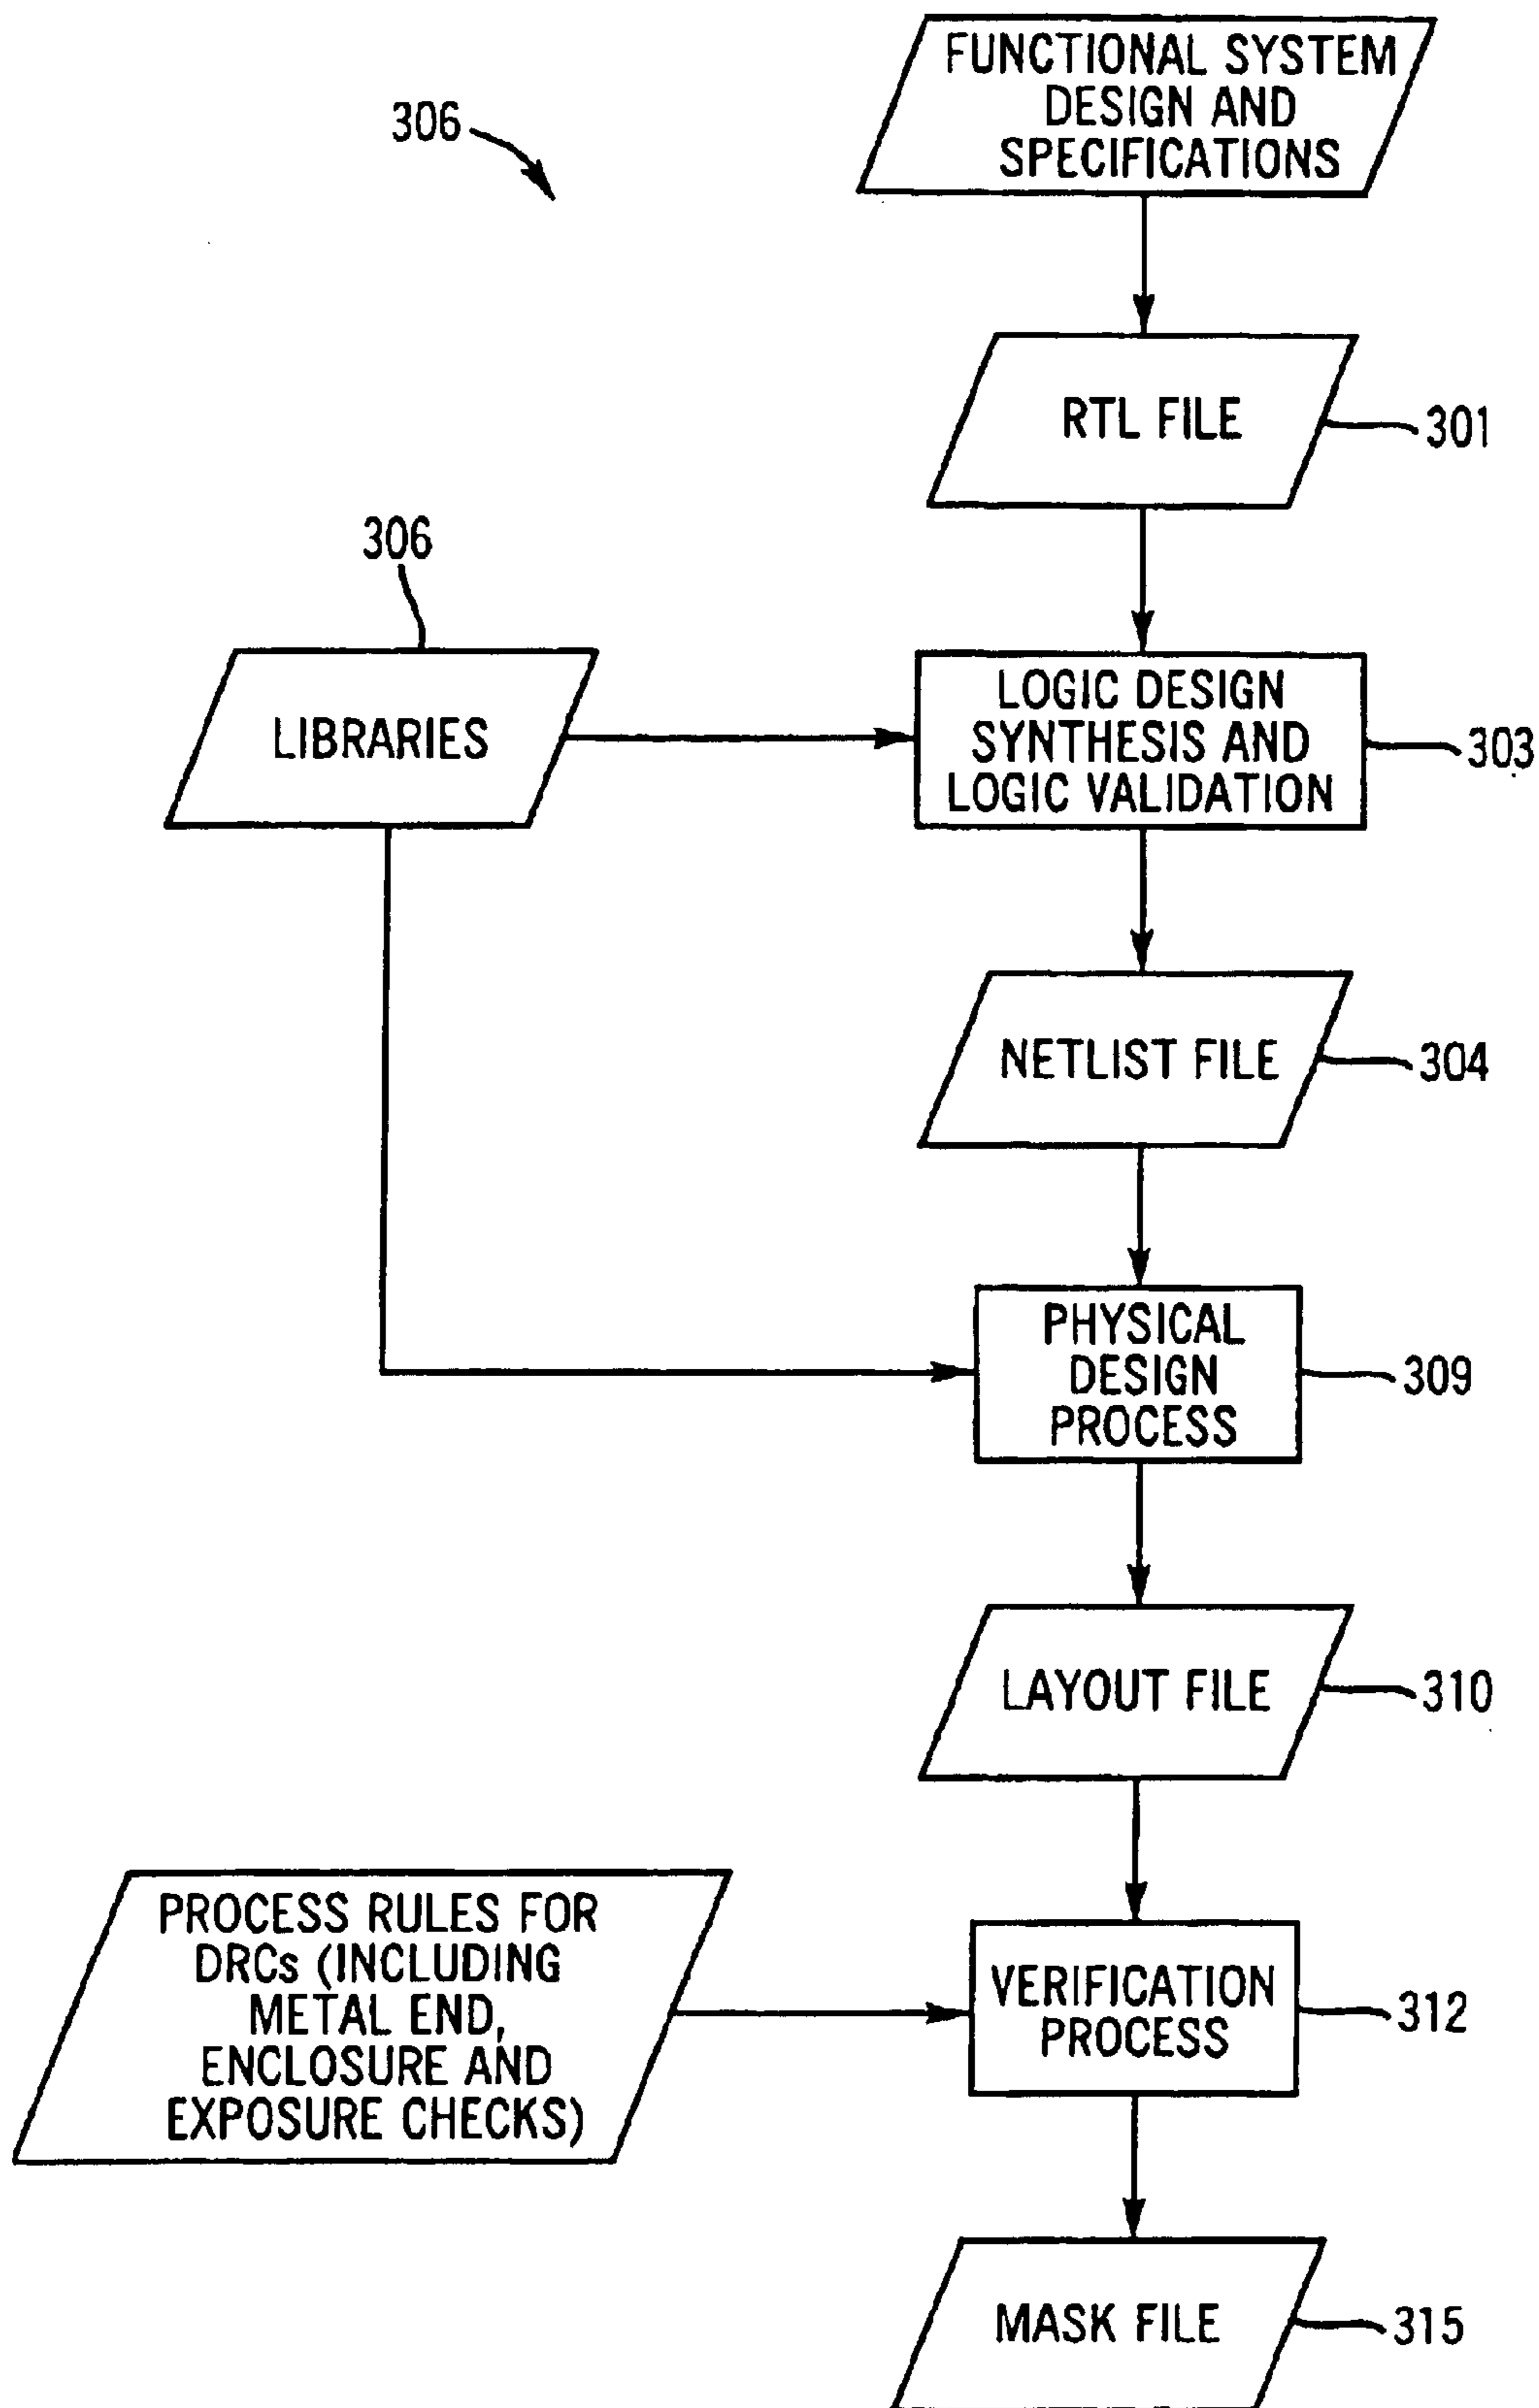 FUNCTIONAL SYSTEM
DESIGN AND
SPECIFICATIONS
306
RTL FILE
301
306
LIBRARIES
LOGIC DESIGN
SYNTHESIS AND
LOGIC VALIDATION
303
NETLIST FILE
304
PHYSICAL
DESIGN
PROCESS
309
LAYOUT FILE
310
PROCESS RULES FOR
DRCs (INCLUDING
METAL END,
ENCLOSURE AND
EXPOSURE CHECKS)
VERIFICATION
PROCESS
312
MASK FILE
315